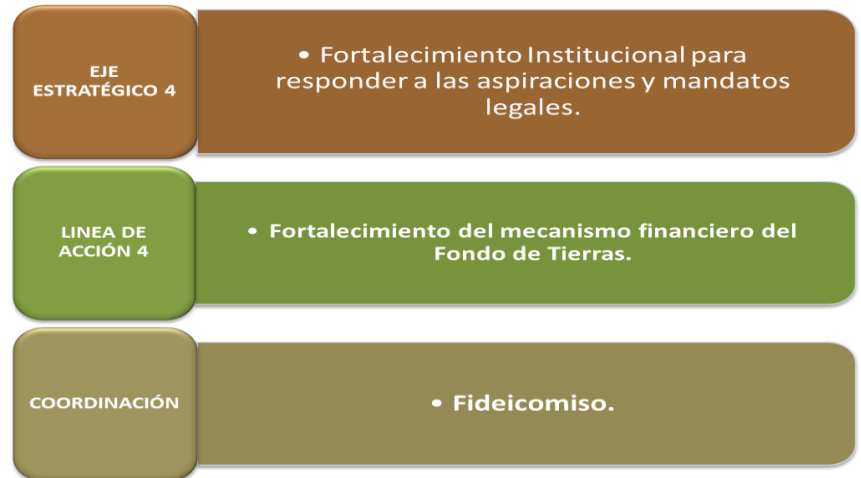 EJE
ESTRATÉGICO 4
• Fortalecimiento Institucional para
responder a las aspiraciones y mandatos
legales.
LINEA DE
ACCIÓN 4
• Fortalecimiento del mecanismo financiero del
Fondo de Tierras.
COORDINACIÓN
• Fideicomiso.